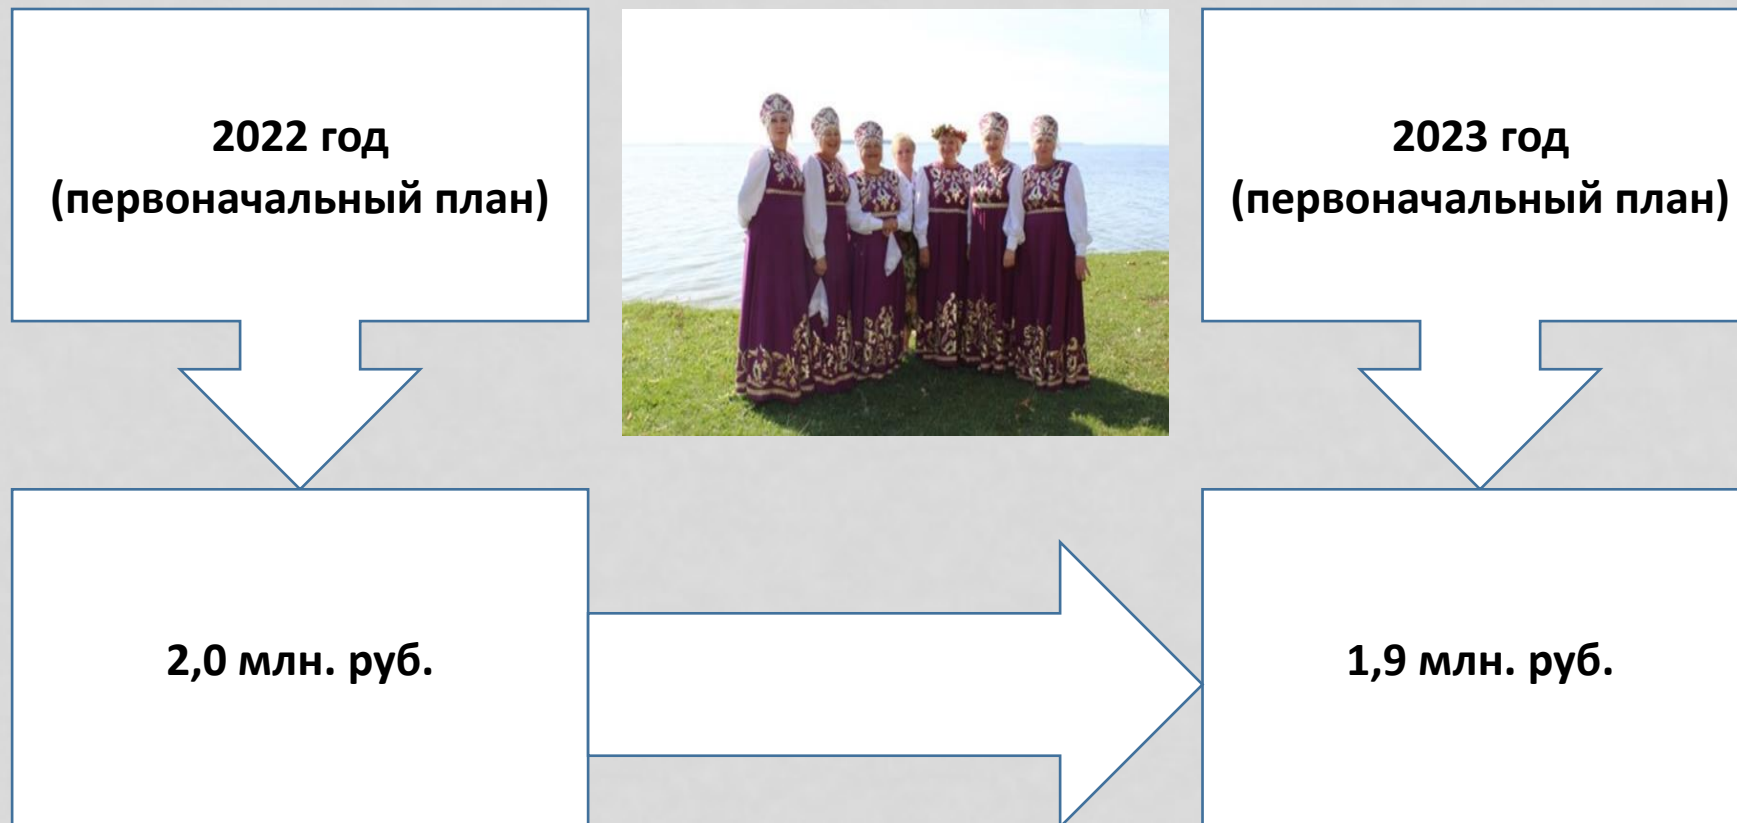 2022 год
(первоначальный план)
2023 год
(первоначальный план)
2,0 млн. руб.
1,9 млн. руб.